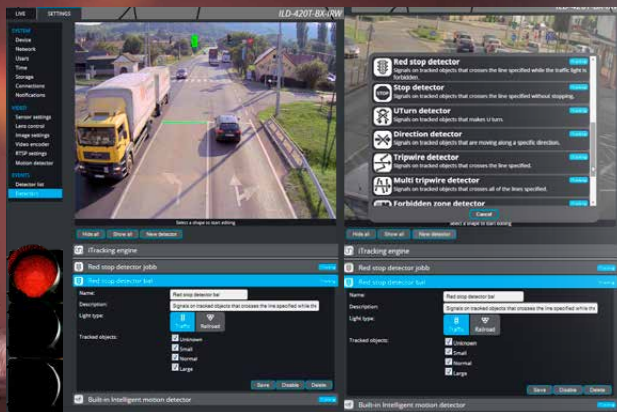 LIVE
SETTINGS
ILD-420T-BX-IRW
SYSTEM
Device
Network
Users
Time
Storage
Connections
Notifications
VIDEO
Sensor settings
Lens control
Image settings
Video encoder
RTSP settings
Motion detector
EVENTS
Detector list
Detectors
Select a shape to start editing
Hide all
Show all
New detector
iTracking engine
Red stop detector jobb
Red stop detector bal
Name:
Red stop detector bal
Description:
Signals on tracked objects that crosses the line specified while the
Light type:
Traffic
Railroad
Tracked objects:
Unknown
Small
Normal
Large
Save
Disable
Delete
Built-in Intelligent motion detector
Red stop detector
Signals on tracked objects that crosses the line specified while the traffic light is
forbidden.
Stop detector
STOP
Signals on tracked objects that crosses the line specified without stopping.
UTurn detector
Signals on tracked objects that makes U turn.
Direction detector
Signals on tracked objects that are moving along a specific direction.
Tripwire detector
Signals on tracked objects that crosses the line specified.
Multi tripwire detector
Signals on tracked objects that crosses all of the lines specified.
Forbidden zone detector
Cancel
Select a shape to start editing
Hide all
Show all
New detector
iTracking engine
Red stop detector jobb
Red stop detector bal
Name:
Red stop detector bal
Description:
Signals on tracked objects that crosses the line specified while the
Light type:
Traffic
Railroad
Tracked objects:
Unknown
Small
Normal
Large
Save
Disable
Delete
Built-in Intelligent motion detector